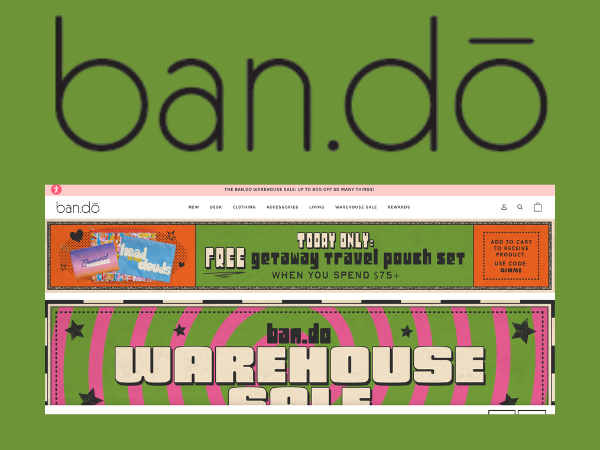 ban.dō
THE BAN.DO WAREHOUSE SALE: UP TO 80% OFF SO MANY THINGS!
ban.dō
NEW DESK CLOTHING ACCESSORIES LIVING WAREHOUSE SALE REWARDS
head
clouds
TODAY ONLY:
FREE getaway travel pouch set
WHEN YOU SPEND $75+
ADD TO CART
TO RECEIVE
PRODUCT.
USE CODE:
GIMME
ban.do
WAREHOUSE
SALE